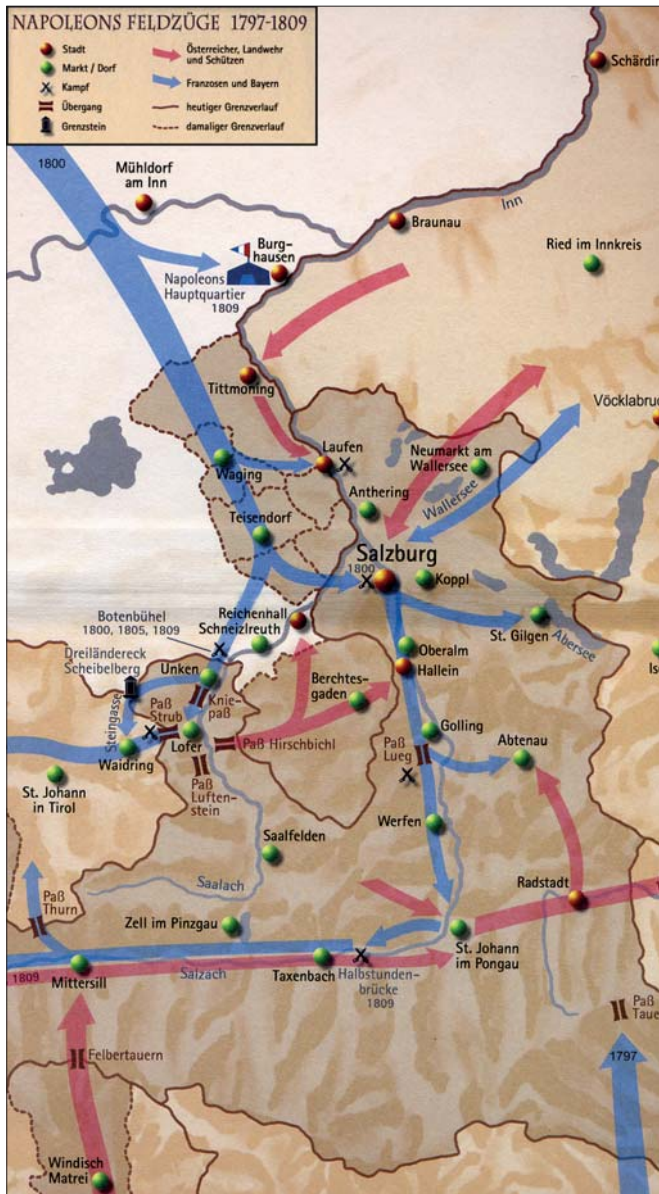 NAPOLEONS FELDZÜGE 1797-1809
Stadt
Markt / Dorf
Kampf
Übergang
Grenzstein
Österreicher, Landwehr
und Schützen
Franzosen und Bayern
heutiger Grenzverlauf
damaliger Grenzverlauf
Schärding
1800
Mühldorf
am Inn
Inn
Braunau
Burg-
hausen
Ried im Innkreis
Napoleons
Hauptquartier
1809
Tittmoning
Vöcklabruc
Laufen
Waging
Neumarkt am
Wallersee
Wallersee
Anthering
Teisendorf
Salzburg
1800
Koppl
Botenbühel
1800, 1805, 1809
Reichenhall
Schneizlreuth
St. Gilgen
Abersee
Dreiländereck
Scheibelberg
Unken
Oberalm
Hallein
Is
Berchtes-
gaden
Steingasse
Paß
Strub
Knie-
paß
Golling
Waidring
Lofer
Paß Hirschbichl
Paß
Lueg
Abtenau
St. Johann
in Tirol
Paß
Luften-
stein
Werfen
Saalfelden
Saalach
Radstadt
Paß
Thurn
Zell im Pinzgau
St. Johann
im Pongau
1809
Mittersill
Salzach
Taxenbach
Halbstunden-
brücke
1809
Paß
Taue
Felbertauern
1797
Windisch
Matrei